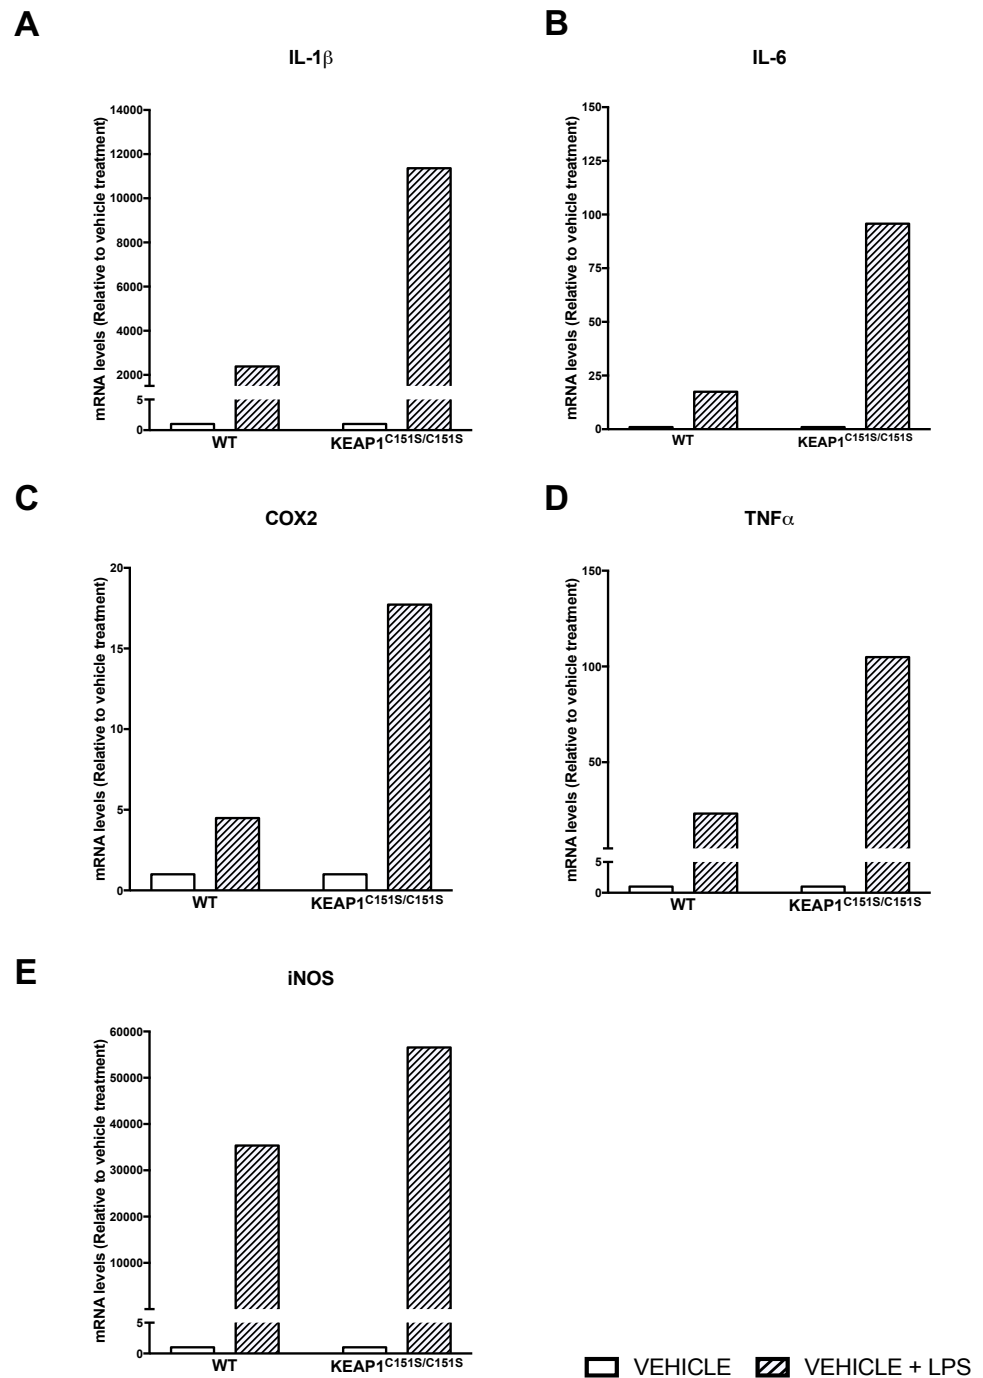 A
IL-1β
mRNA levels (Relative to vehicle treatment)
14000
12000
10000
8000
6000
4000
2000
5
0
WT
KEAP1C151S/C151S
B
IL-6
mRNA levels (Relative to vehicle treatment)
150
125
100
75
50
25
0
WT
KEAP1C151S/C151S
C
COX2
mRNA levels (Relative to vehicle treatment)
20
15
10
5
0
WT
KEAP1C151S/C151S
D
TNFα
mRNA levels (Relative to vehicle treatment)
150
100
50
5
0
WT
KEAP1C151S/C151S
E
iNOS
mRNA levels (Relative to vehicle treatment)
60000
50000
40000
30000
20000
10000
5
0
WT
KEAP1C151S/C151S
VEHICLE
VEHICLE + LPS